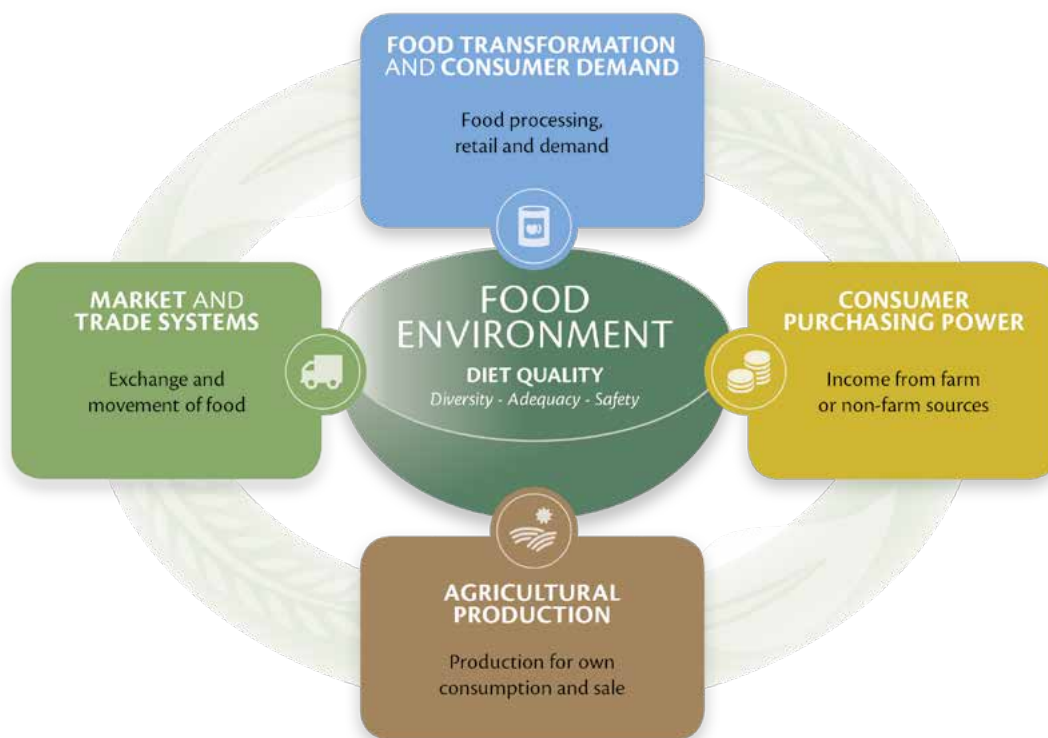 FOOD TRANSFORMATION
AND CONSUMER DEMAND
Food processing,
retail and demand
MARKET AND
TRADE SYSTEMS
Exchange and
movement of food
FOOD
ENVIRONMENT
DIET QUALITY
Diversity - Adequacy - Safety
CONSUMER
PURCHASING POWER
Income from farm
or non-farm sources
AGRICULTURAL
PRODUCTION
Production for own
consumption and sale